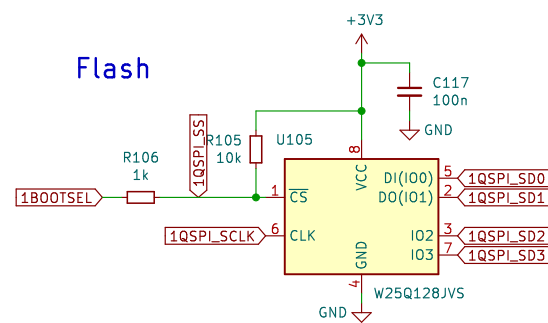 +3V3
Flash
C117
100n
GND
1QSPI_SS
R105
10k
U105
R106
1k
8
VCC
1BOOTSEL
1
CS
DI(IO0)
5
1QSPI_SD0
DO(IO1)
2
1QSPI_SD1
1QSPI_SCLK
6
CLK
IO2
3
1QSPI_SD2
IO3
7
1QSPI_SD3
GND
4
W25Q128JVS
GND